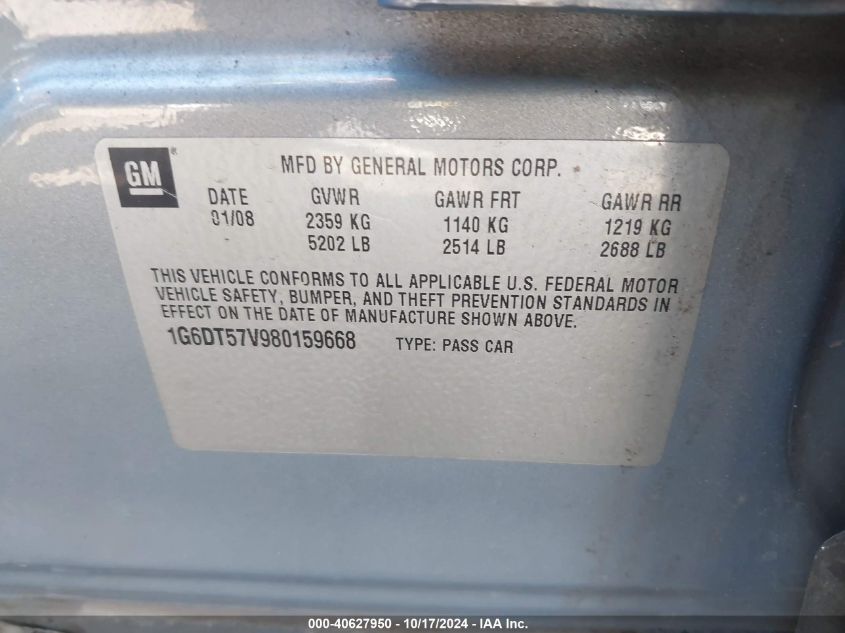 GM
MFD BY GENERAL MOTORS CORP.
DATE GVWR GAWR FRT GAWR RR
01/08 2359 KG 1140 KG 1219 KG
5202 LB 2514 LB 2688 LB
THIS VEHICLE CONFORMS TO ALL APPLICABLE U.S. FEDERAL MOTOR
VEHICLE SAFETY, BUMPER, AND THEFT PREVENTION STANDARDS IN
EFFECT ON THE DATE OF MANUFACTURE SHOWN ABOVE.
1G6DT57V980159668 TYPE: PASS CAR
000-40627950 - 10/17/2024 - IAA Inc.